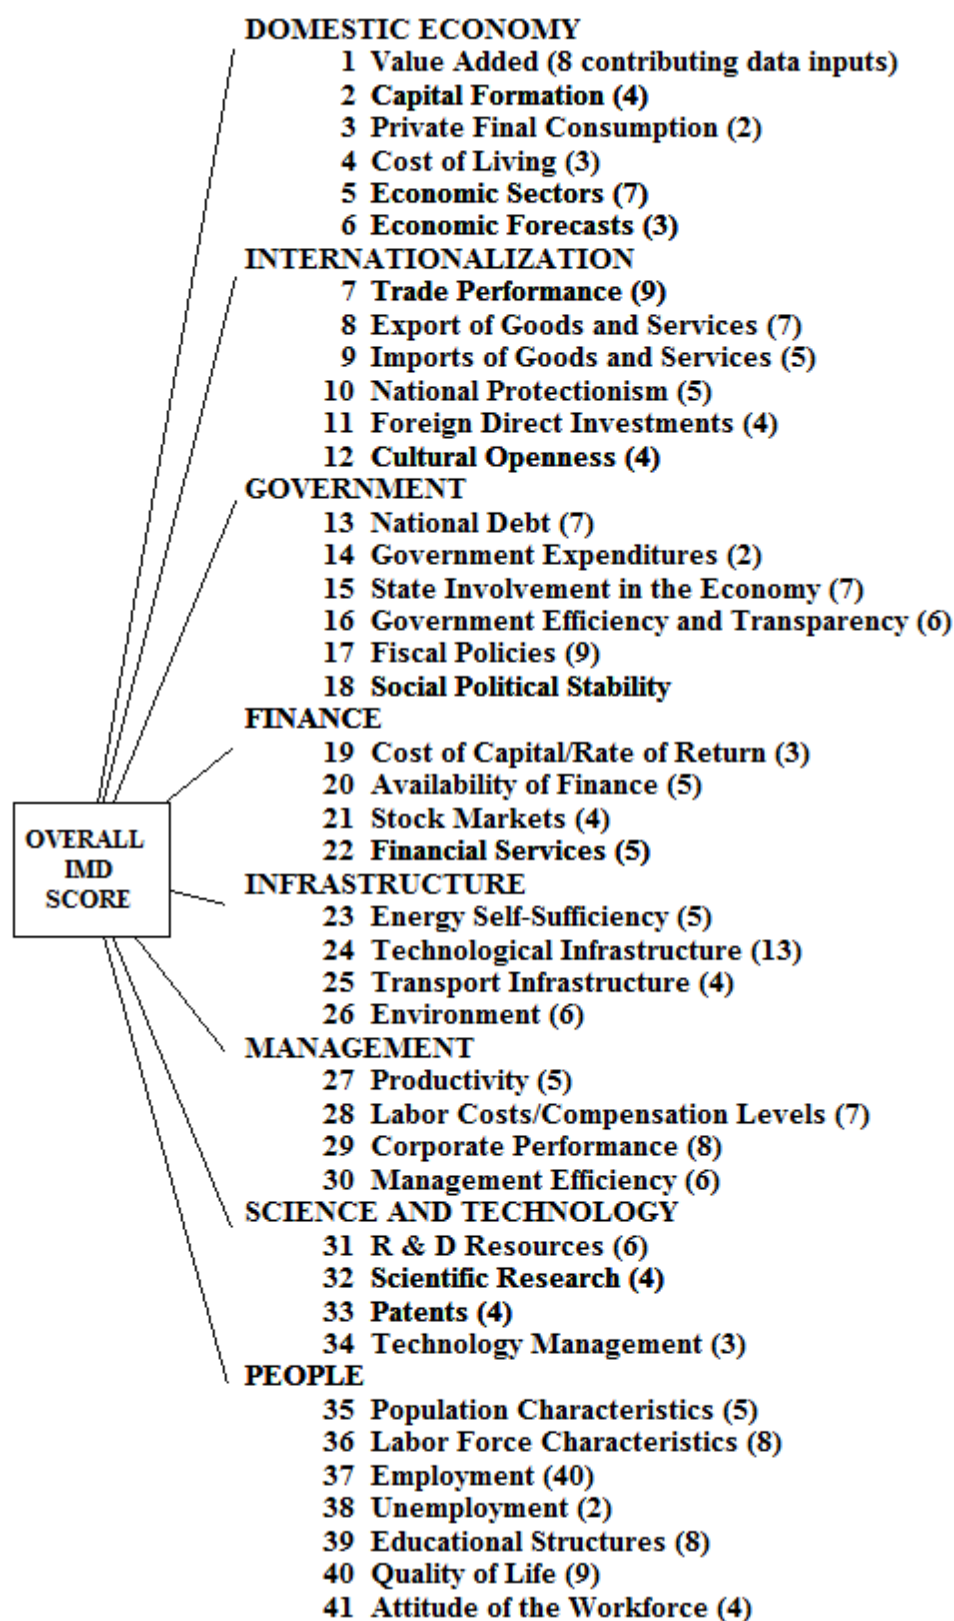 DOMESTIC ECONOMY
1 Value Added (8 contributing data inputs)
2 Capital Formation (4)
3 Private Final Consumption (2)
4 Cost of Living (3)
5 Economic Sectors (7)
6 Economic Forecasts (3)
INTERNATIONALIZATION
7 Trade Performance (9)
8 Export of Goods and Services (7)
9 Imports of Goods and Services (5)
10 National Protectionism (5)
11 Foreign Direct Investments (4)
12 Cultural Openness (4)
GOVERNMENT
13 National Debt (7)
14 Government Expenditures (2)
15 State Involvement in the Economy (7)
16 Government Efficiency and Transparency (6)
17 Fiscal Policies (9)
18 Social Political Stability
FINANCE
19 Cost of Capital/Rate of Return (3)
20 Availability of Finance (5)
21 Stock Markets (4)
22 Financial Services (5)
OVERALL
IMD
SCORE
INFRASTRUCTURE
23 Energy Self-Sufficiency (5)
24 Technological Infrastructure (13)
25 Transport Infrastructure (4)
26 Environment (6)
MANAGEMENT
27 Productivity (5)
28 Labor Costs/Compensation Levels (7)
29 Corporate Performance (8)
30 Management Efficiency (6)
SCIENCE AND TECHNOLOGY
31 R & D Resources (6)
32 Scientific Research (4)
33 Patents (4)
34 Technology Management (3)
PEOPLE
35 Population Characteristics (5)
36 Labor Force Characteristics (8)
37 Employment (40)
38 Unemployment (2)
39 Educational Structures (8)
40 Quality of Life (9)
41 Attitude of the Workforce (4)